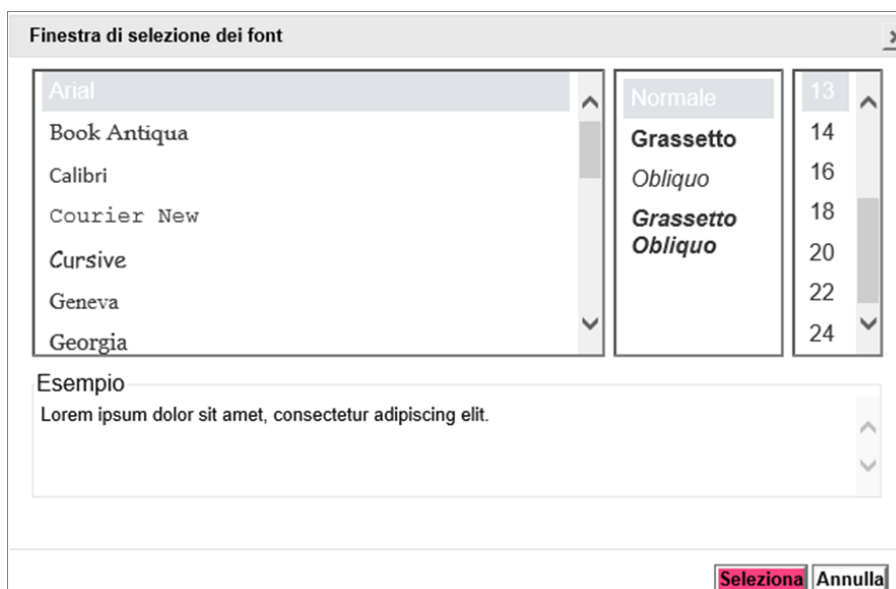 Finestra di selezione dei font
Arial
Book Antiqua
Calibri
Courier New
Cursive
Geneva
Georgia
Normale
Grassetto
Obliquo
Grassetto
Obliquo
13
14
16
18
20
22
24
Esempio
Lorem ipsum dolor sit amet, consectetur adipiscing elit.
Seleziona Annulla